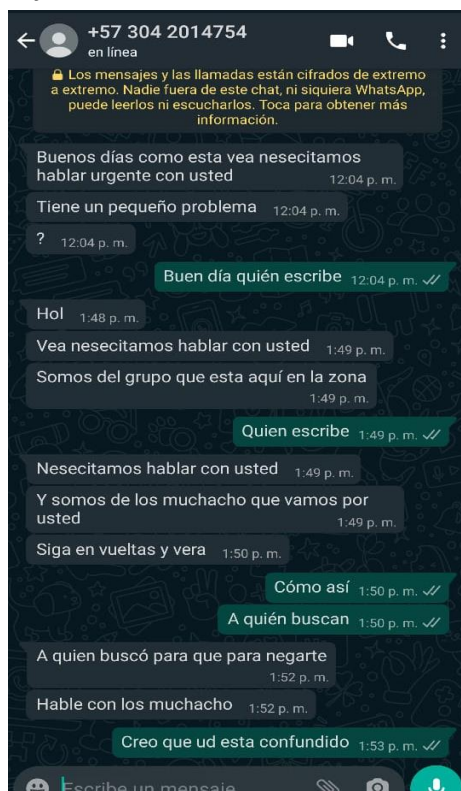 +57 304 2014754
en línea
Los mensajes y las llamadas están cifrados de extremo
a extremo. Nadie fuera de este chat, ni siquiera WhatsApp,
puede leerlos ni escucharlos. Toca para obtener más
información.
Buenos días como esta vea nesecitamos
hablar urgente con usted 12:04 p. m.
Tiene un pequeño problema 12:04 p. m.
? 12:04 p. m.
Buen día quién escribe 12:04 p. m.
Hol 1:48 p. m.
Vea nesecitamos hablar con usted 1:49 p. m.
Somos del grupo que esta aquí en la zona
1:49 p. m.
Quien escribe 1:49 p. m.
Nesecitamos hablar con usted 1:49 p. m.
Y somos de los muchacho que vamos por
usted 1:49 p. m.
Siga en vueltas y vera 1:50 p. m.
Cómo así 1:50 p. m.
A quién buscan 1:50 p. m.
A quien buscó para que para negarte
1:52 p. m.
Hable con los muchacho 1:52 p. m.
Creo que ud esta confundido 1:53 p. m.
Escribe un mensaje